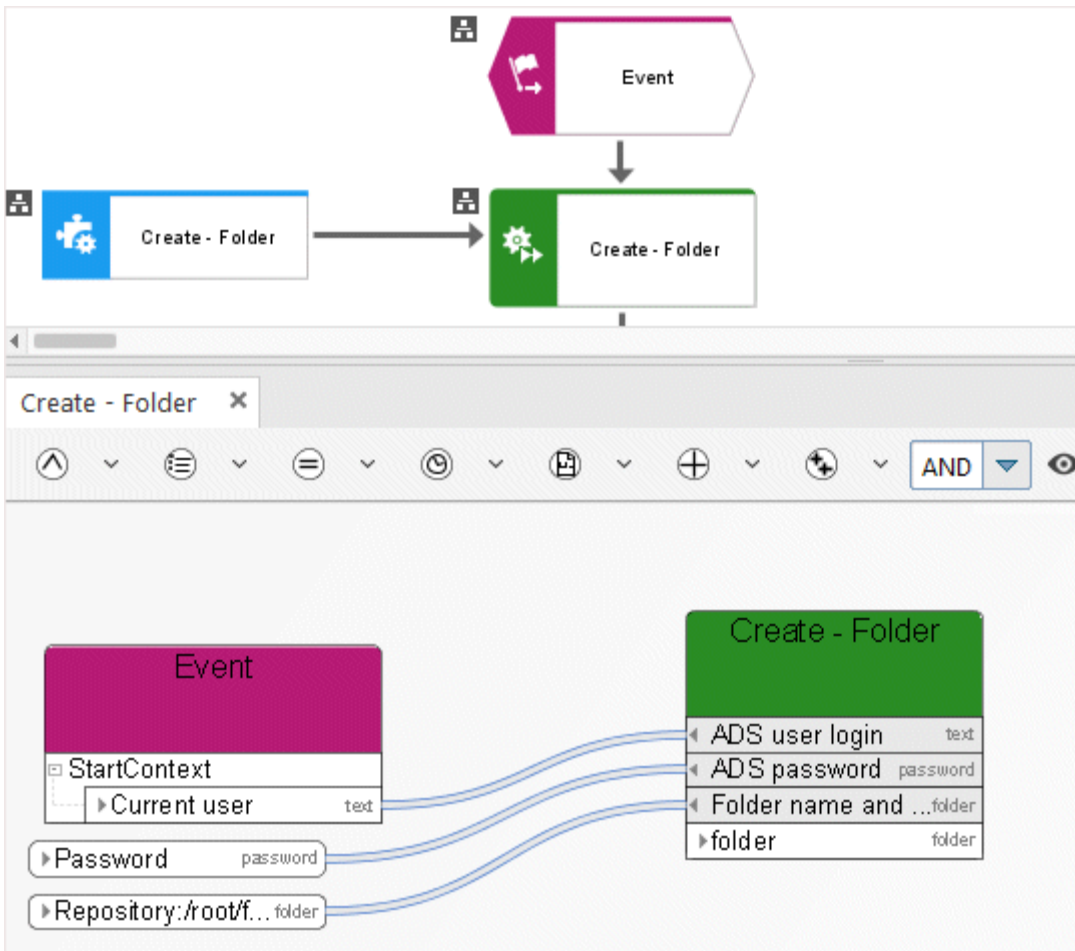 Event
Create - Folder
Create - Folder
Create - Folder
AND
Create - Folder
Event
ADS user login text
StartContext
ADS password password
Current user text
Folder name and ...folder
folder folder
Password password
Repository:/root/f... folder